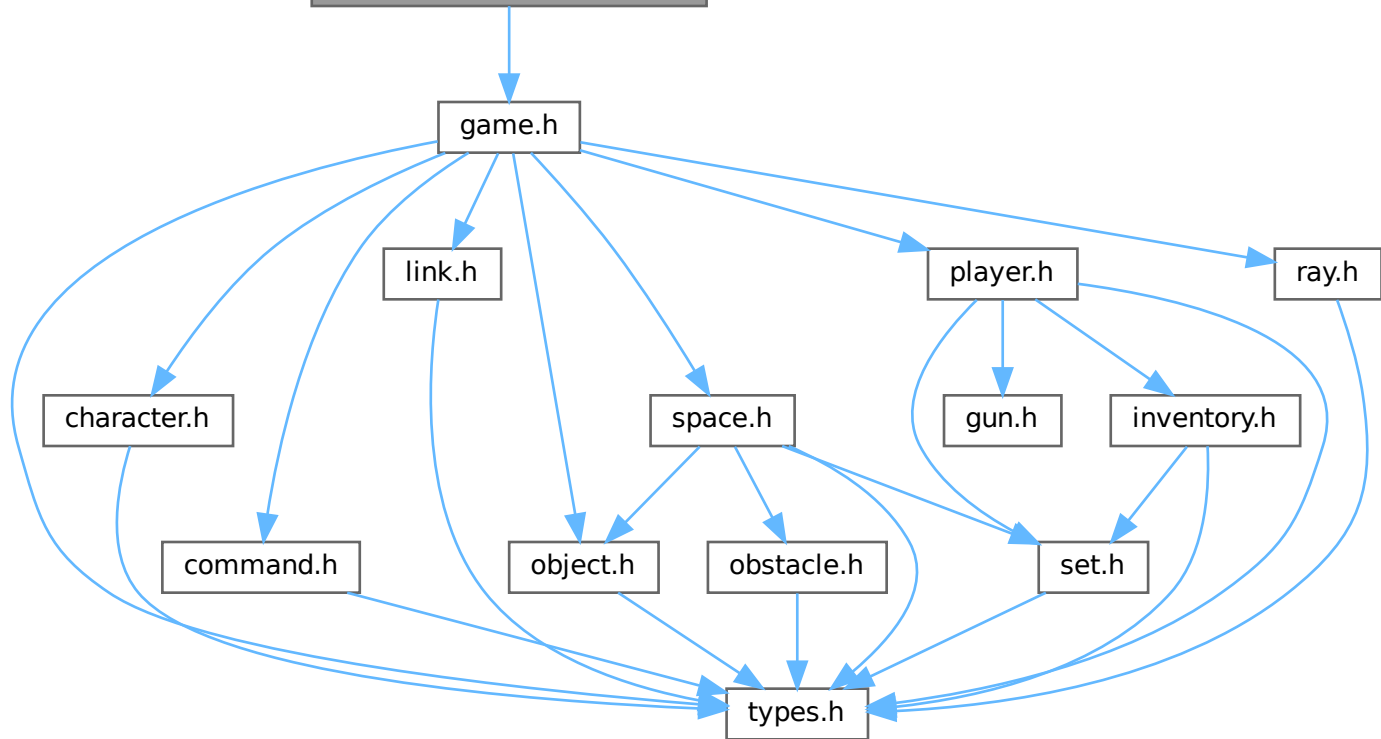 game.h
link.h
player.h
ray.h
character.h
space.h
gun.h
inventory.h
command.h
object.h
obstacle.h
set.h
types.h